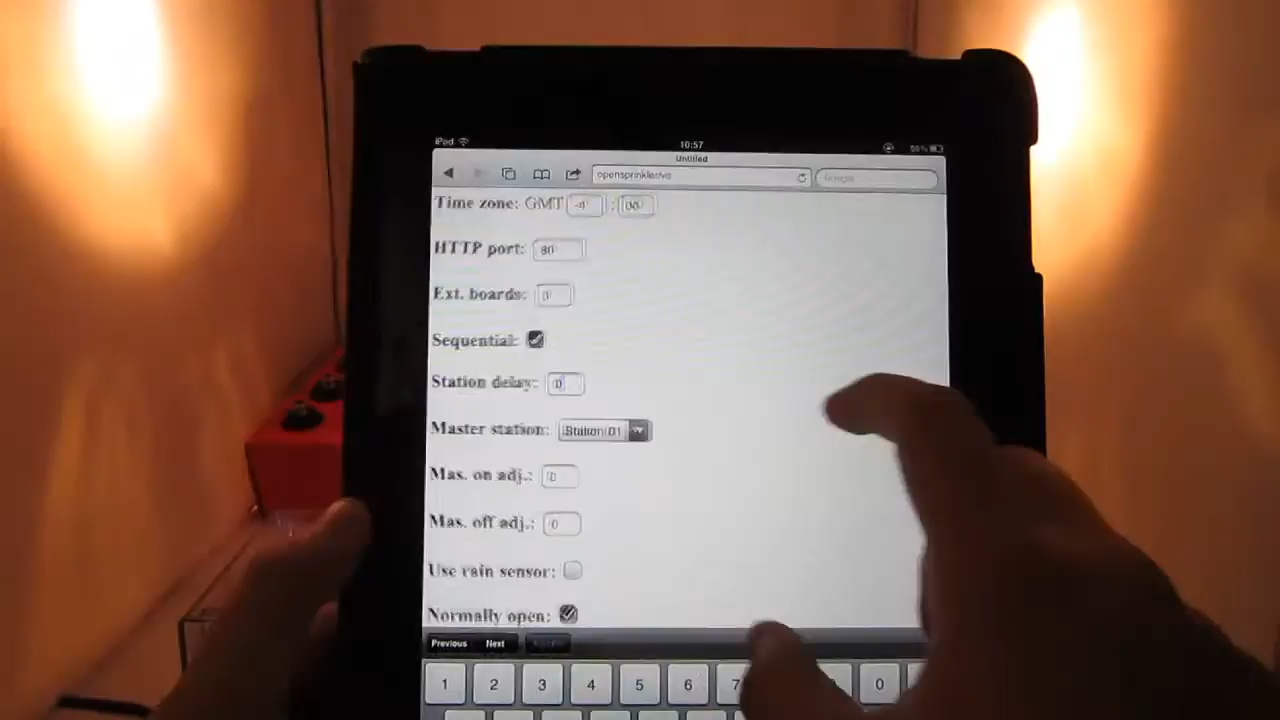 iPad 10:57
Untitled
Google
Time zone: GMT -4 : 00
HTTP port: 80
Ext. boards: 0
Sequential:
Station delay: 0
Master station: Station 01
Mas. on adj.: 0
Mas. off adj.: 0
Use rain sensor:
Normally open:
Previous Next
1 2 3 4 5 6 7 0